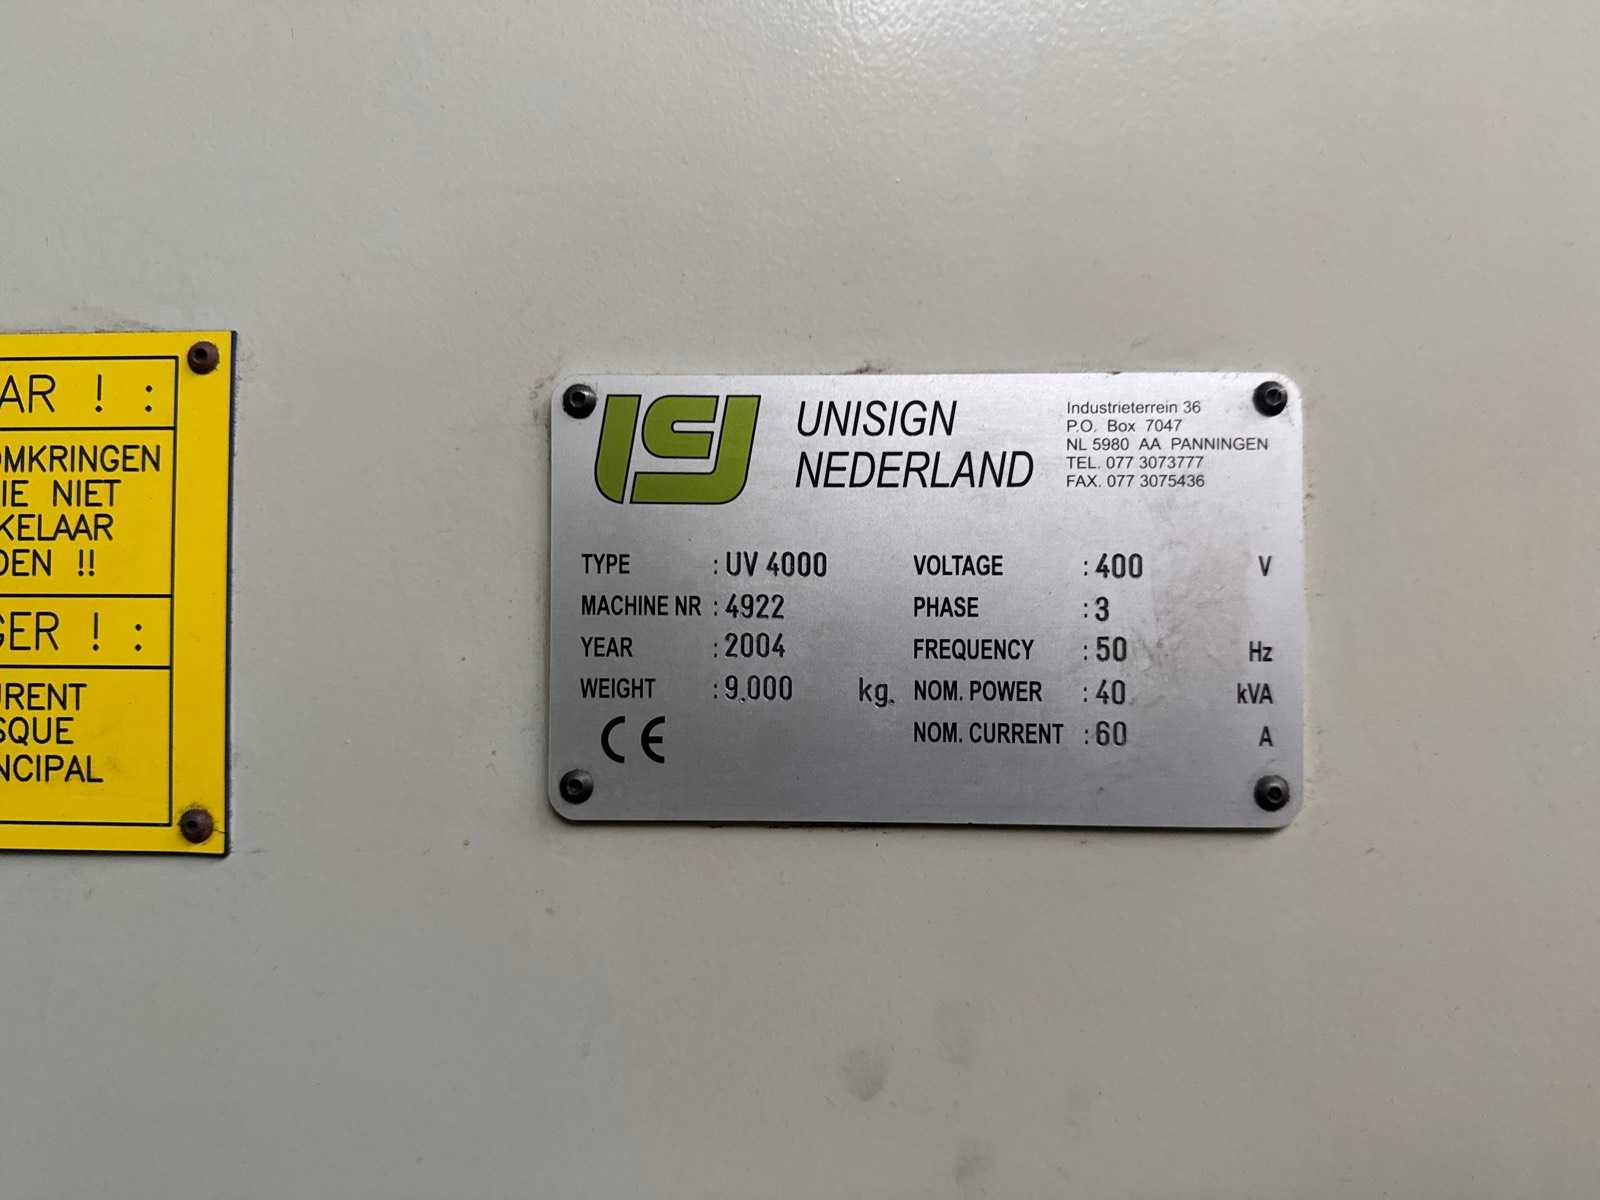 AR ! :
OMKRINGEN
IE NIET
KELAAR
DEN !!
GER ! :
URENT
SQUE
NCIPAL
UNISIGN
NEDERLAND
Industrieterrein 36
P.O. Box 7047
NL 5980 AA PANNINGEN
TEL. 077 3073777
FAX. 077 3075436
TYPE : UV 4000 VOLTAGE : 400 V
MACHINE NR : 4922 PHASE : 3
YEAR : 2004 FREQUENCY : 50 Hz
WEIGHT : 9.000 kg. NOM. POWER : 40 kVA
CE NOM. CURRENT : 60 A